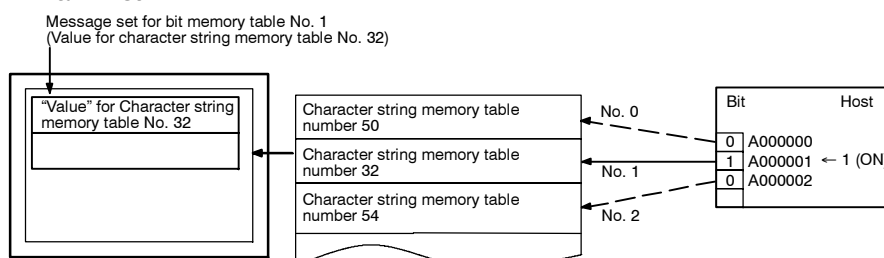 Message set for bit memory table No. 1
(Value for character string memory table No. 32)
“Value” for Character string
memory table No. 32
Character string memory table
number 50
Character string memory table
number 32
Character string memory table
number 54
No. 0
No. 1
No. 2
Bit Host
0 A000000
1 A000001 ← 1 (ON)
0 A000002